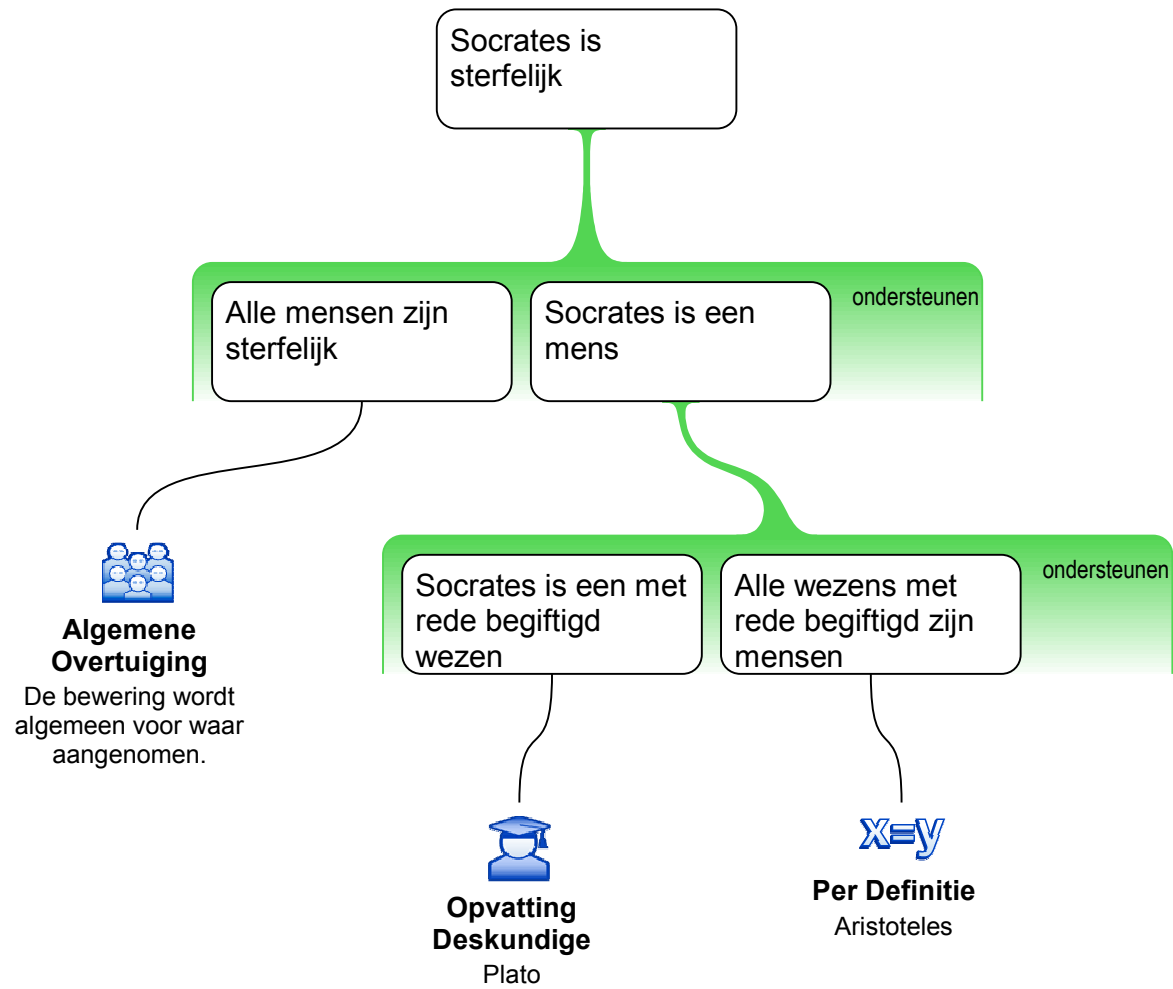 Socrates is
sterfelijk
Alle mensen zijn
sterfelijk
Socrates is een
mens
ondersteunen
Algemene
Overtuiging
De bewering wordt
algemeen voor waar
aangenomen.
Socrates is een met
rede begiftigd
wezen
Alle wezens met
rede begiftigd zijn
mensen
ondersteunen
Opvatting
Deskundige
Plato
x=y
Per Definitie
Aristoteles